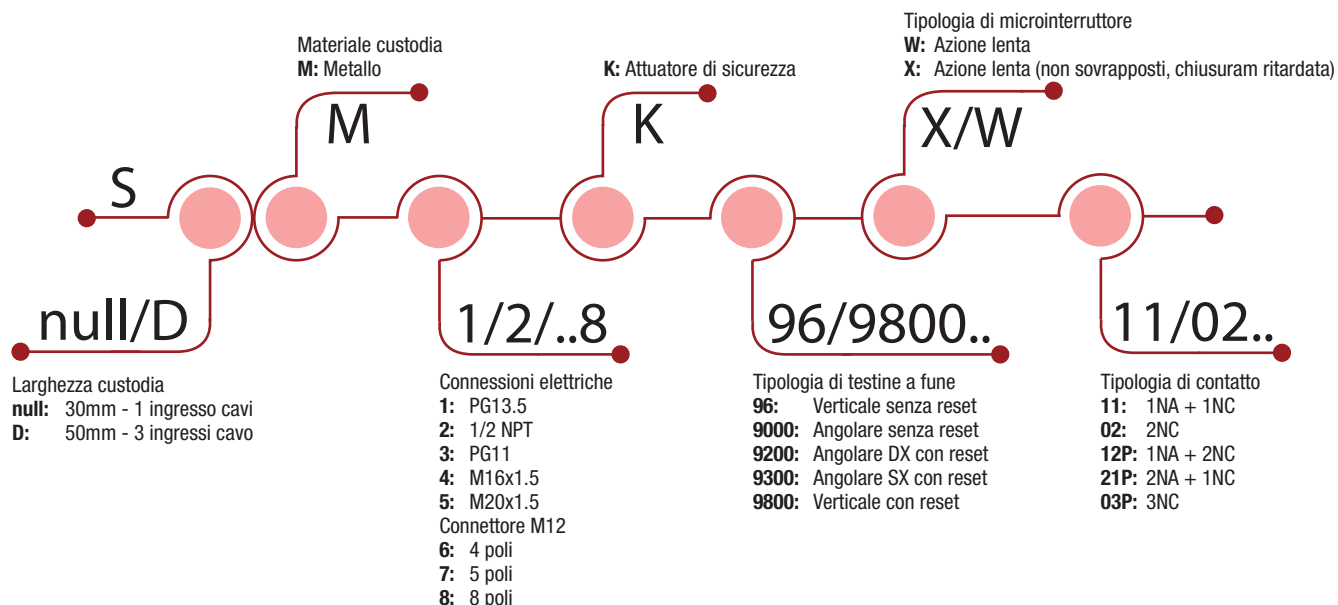 Tipologia di microinterruttore
W: Azione lenta
X: Azione lenta (non sovrapposti, chiusuram ritardata)
Materiale custodia
M: Metallo
K: Attuatore di sicurezza
M
K
X/W
S
null/D
1/2/..8
96/9800..
11/02..
Larghezza custodia
null: 30mm - 1 ingresso cavi
D: 50mm - 3 ingressi cavo
Connessioni elettriche
1: PG13.5
2: 1/2 NPT
3: PG11
4: M16x1.5
5: M20x1.5
Connettore M12
6: 4 poli
7: 5 poli
8: 8 poli
Tipologia di testine a fune
96: Verticale senza reset
9000: Angolare senza reset
9200: Angolare DX con reset
9300: Angolare SX con reset
9800: Verticale con reset
Tipologia di contatto
11: 1NA + 1NC
02: 2NC
12P: 1NA + 2NC
21P: 2NA + 1NC
03P: 3NC